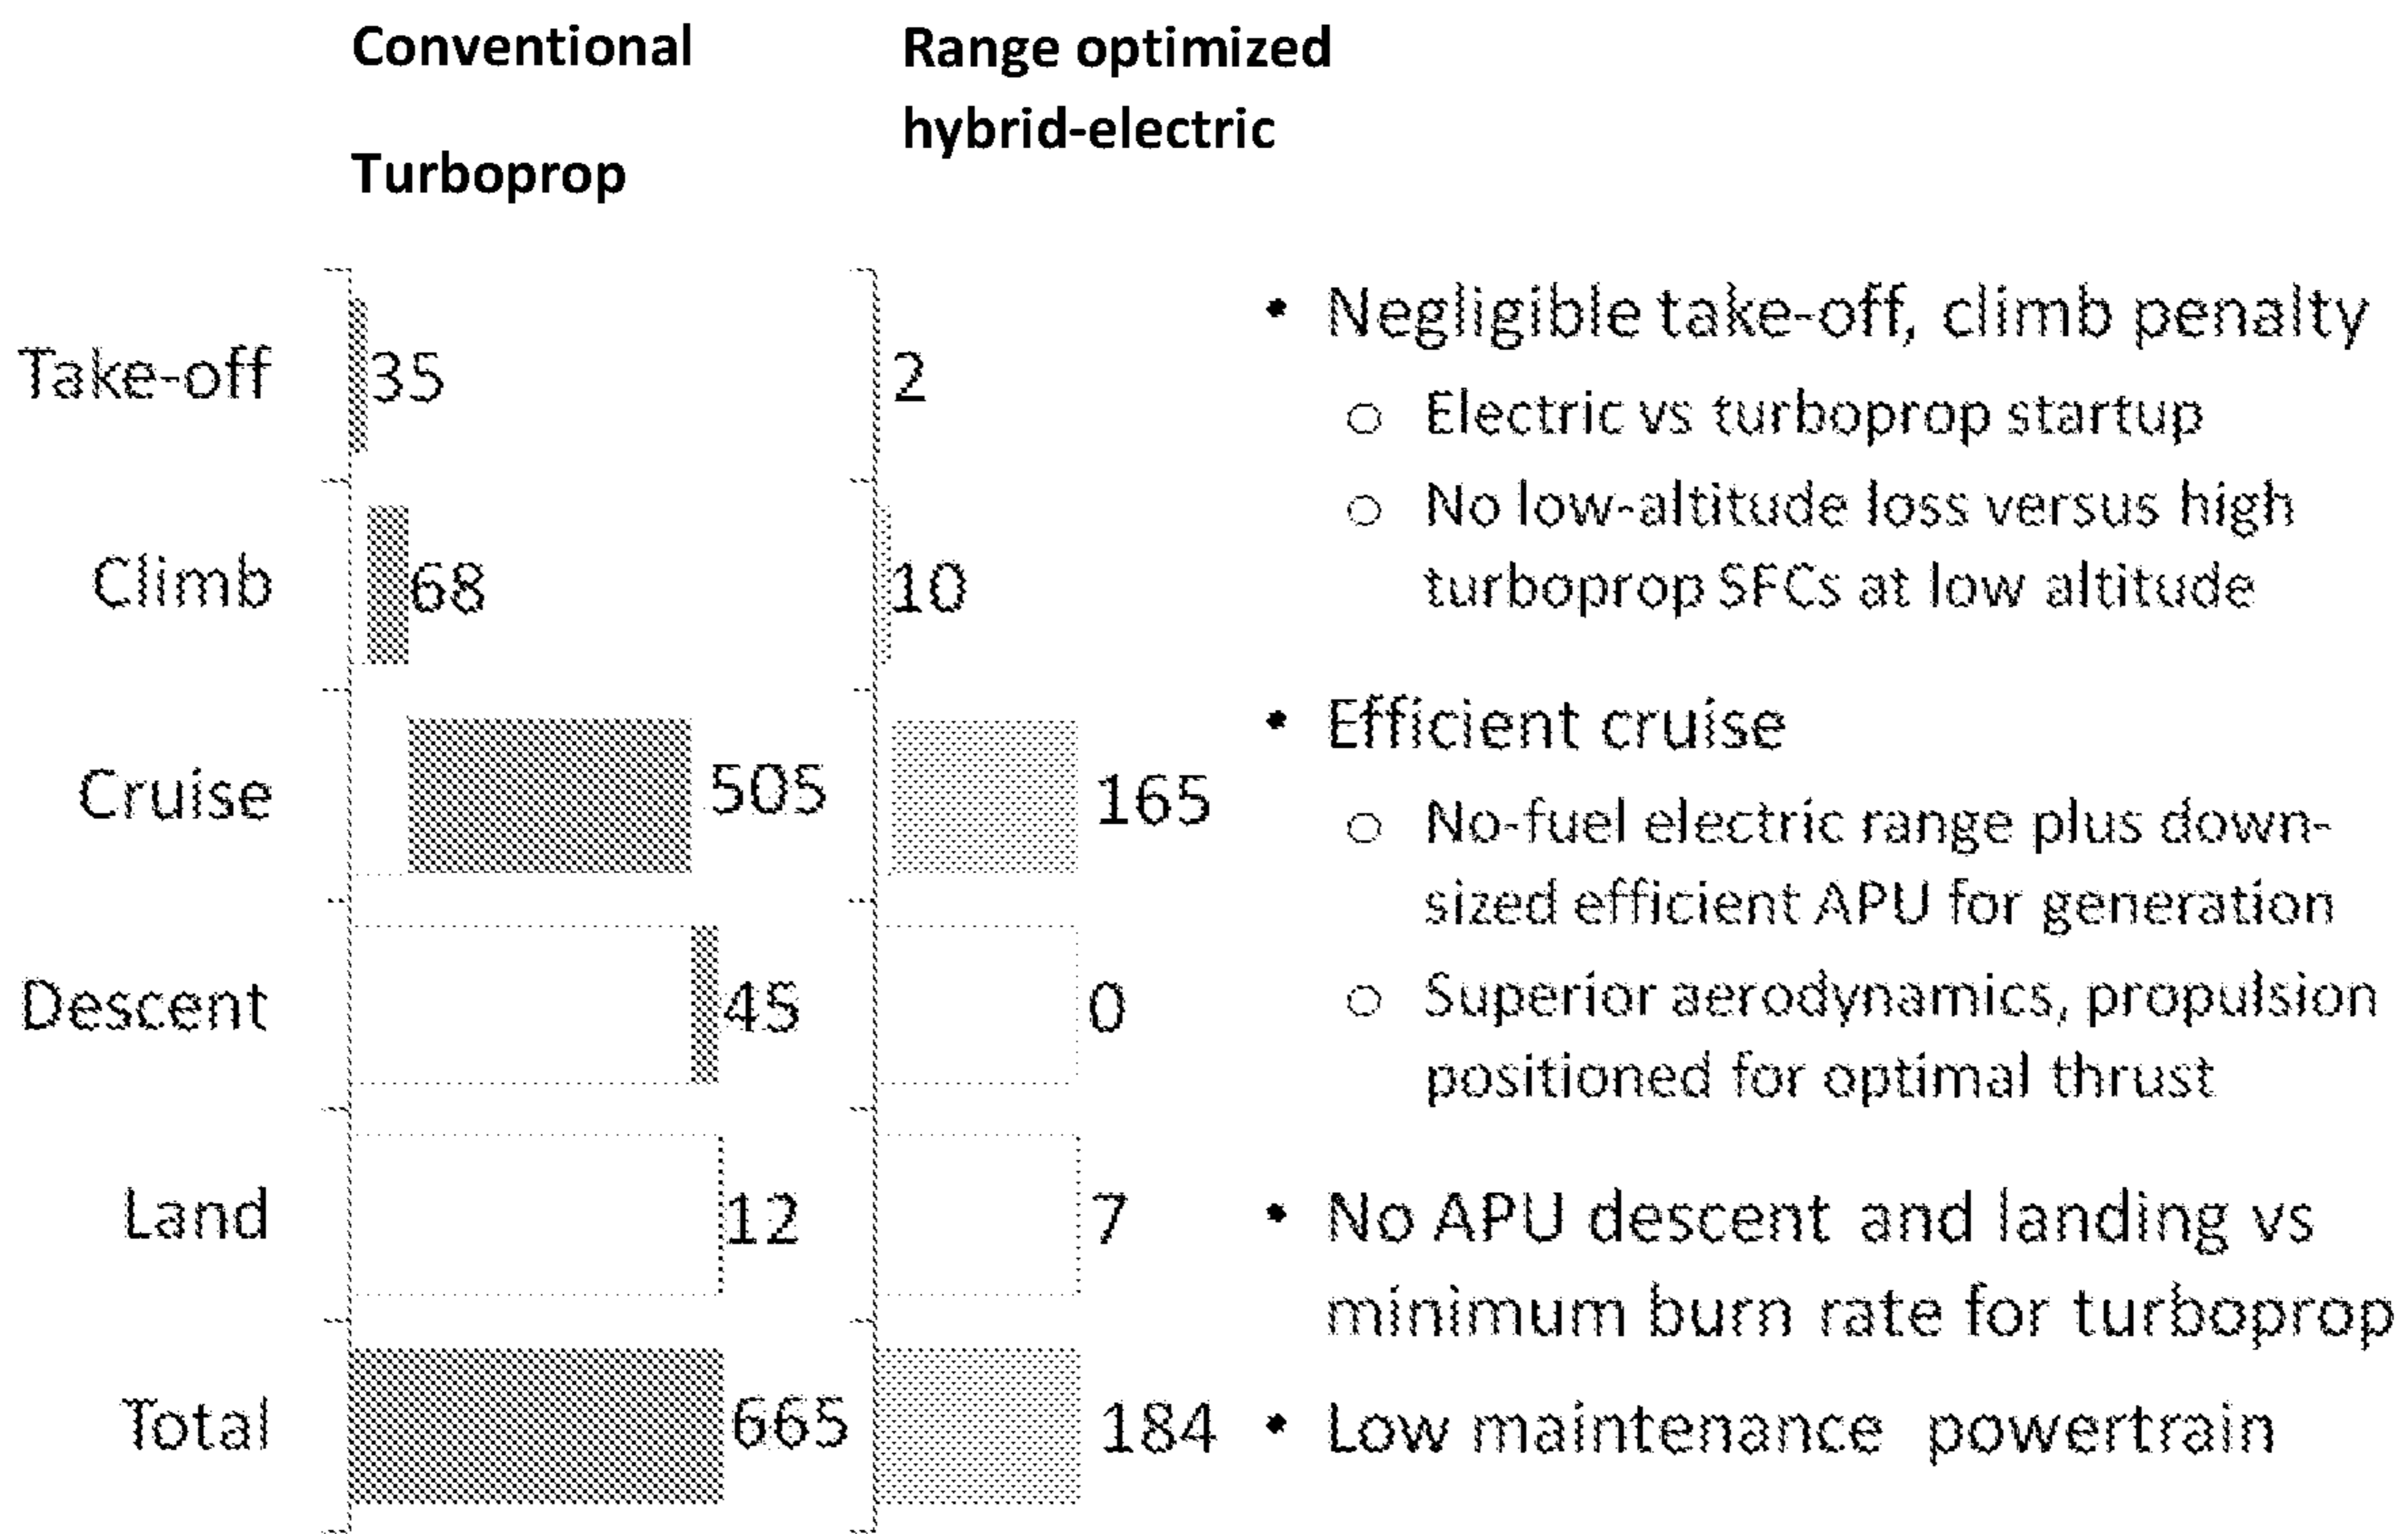 Conventional
Turboprop
Range optimized
hybrid-electric
Take-off
35
2
Climb
68
10
Cruise
505
165
Descent
45
0
Land
12
7
Total
665
184
• Negligible take-off, climb penalty
○ Electric vs turboprop startup
○ No low-altitude loss versus high
turboprop SFCs at low altitude
• Efficient cruise
○ No-fuel electric range plus down-
sized efficient APU for generation
○ Superior aerodynamics, propulsion
positioned for optimal thrust
• No APU descent and landing vs
minimum burn rate for turboprop
• Low maintenance powertrain